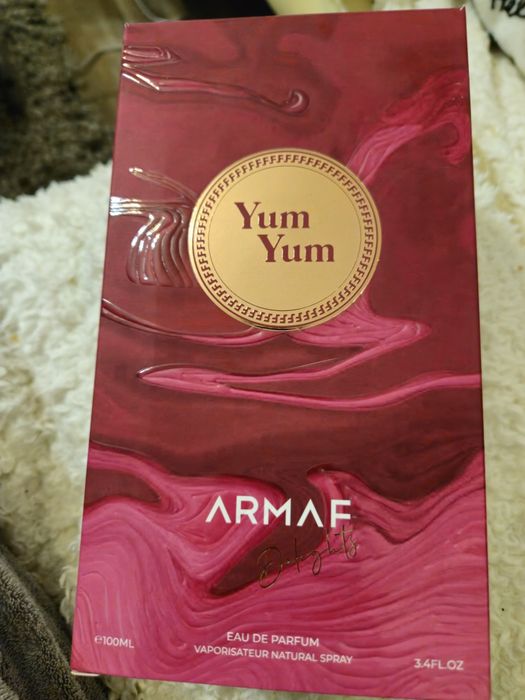 Yum
Yum
ARMAF
Delights
EAU DE PARFUM
VAPORISATEUR NATURAL SPRAY
℮100ML
3.4FL.OZ